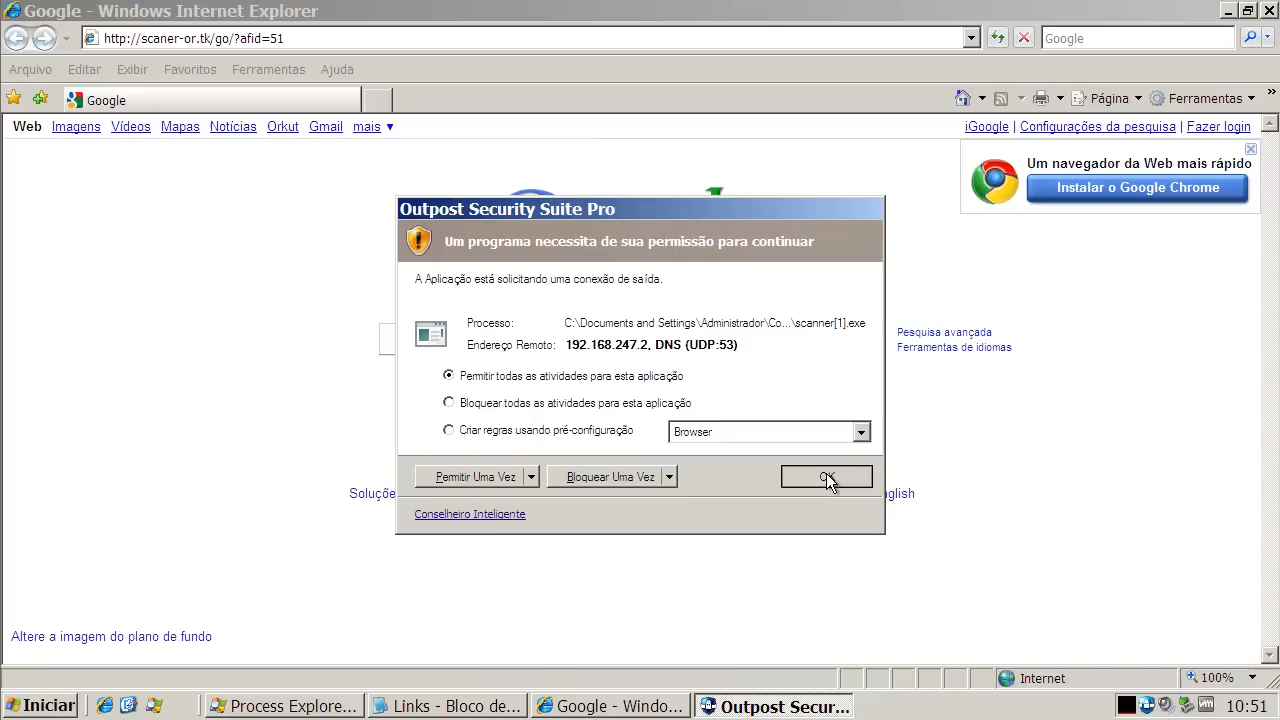 Google - Windows Internet Explorer
http://scaner-or.tk/go/?afid=51
Google
Arquivo Editar Exibir Favoritos Ferramentas Ajuda
Google
Página Ferramentas »
Web Imagens Vídeos Mapas Notícias Orkut Gmail mais ▼
iGoogle | Configurações da pesquisa | Fazer login
Um navegador da Web mais rápido
Instalar o Google Chrome
Outpost Security Suite Pro
Um programa necessita de sua permissão para continuar
A Aplicação está solicitando uma conexão de saída.
Processo: C:\Documents and Settings\Administrador\Co...\scanner[1].exe
Endereço Remoto: 192.168.247.2, DNS (UDP:53)
Permitir todas as atividades para esta aplicação
Bloquear todas as atividades para esta aplicação
Criar regras usando pré-configuração Browser
Permitir Uma Vez Bloquear Uma Vez OK
Conselheiro Inteligente
Pesquisa avançada
Ferramentas de idiomas
Soluçõe
nglish
Altere a imagem do plano de fundo
Internet 100%
Iniciar Process Explore... Links - Bloco de... Google - Windo... Outpost Secur... 10:51